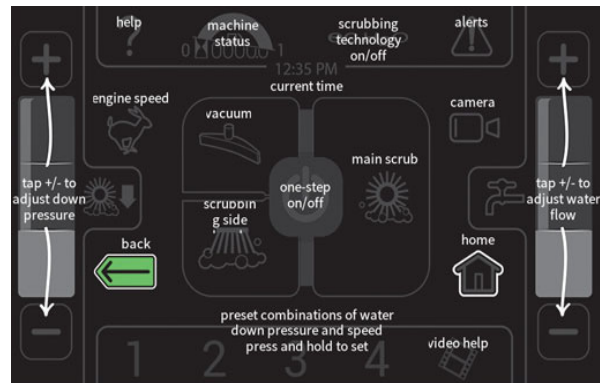 help
machine
status
scrubbing
technology
on/off
alerts
12:35 PM
current time
engine speed
vacuum
camera
main scrub
tap +/- to
adjust down
pressure
one-step
on/off
tap +/- to
adjust water
flow
scrubbin
g side
back
home
preset combinations of water
down pressure and speed
press and hold to set
video help
1 2 3 4